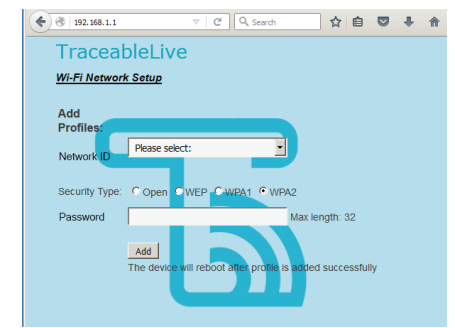 192.168.1.1
Search
TraceableLive
Wi-Fi Network Setup
Add
Profiles:
Network ID
Please select:
Security Type: Open WEP WPA1 WPA2
Password
Max length: 32
Add
The device will reboot after profile is added successfully